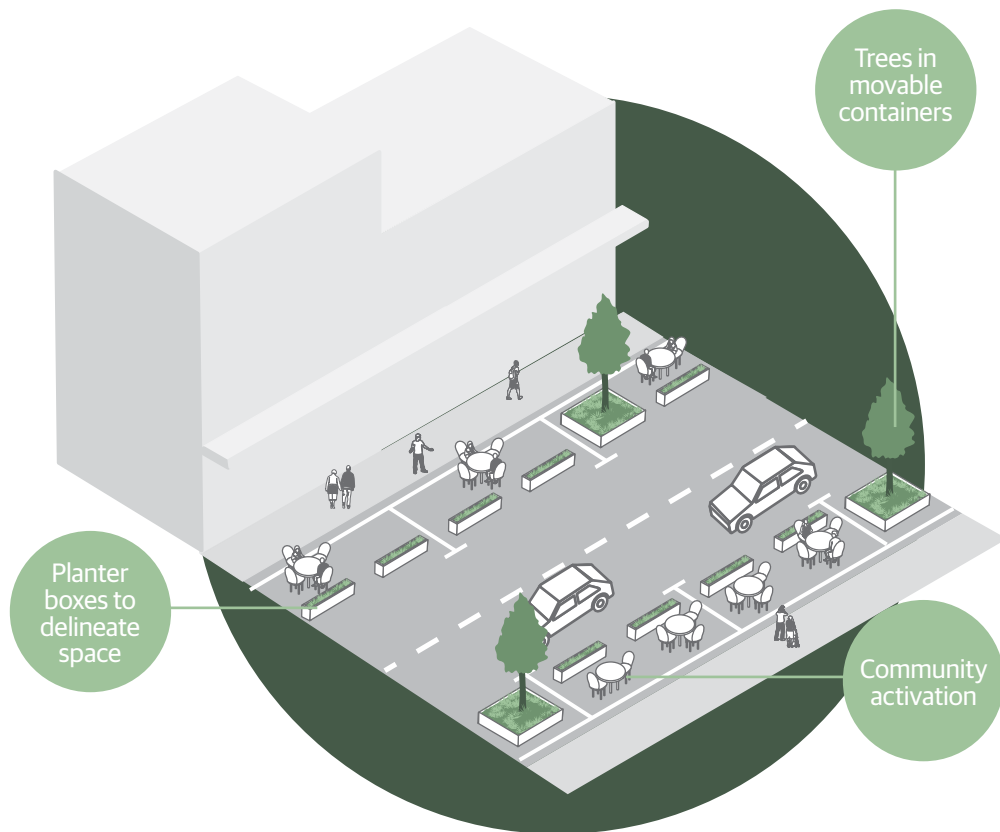 Trees in
movable
containers
Planter
boxes to
delineate
space
Community
activation